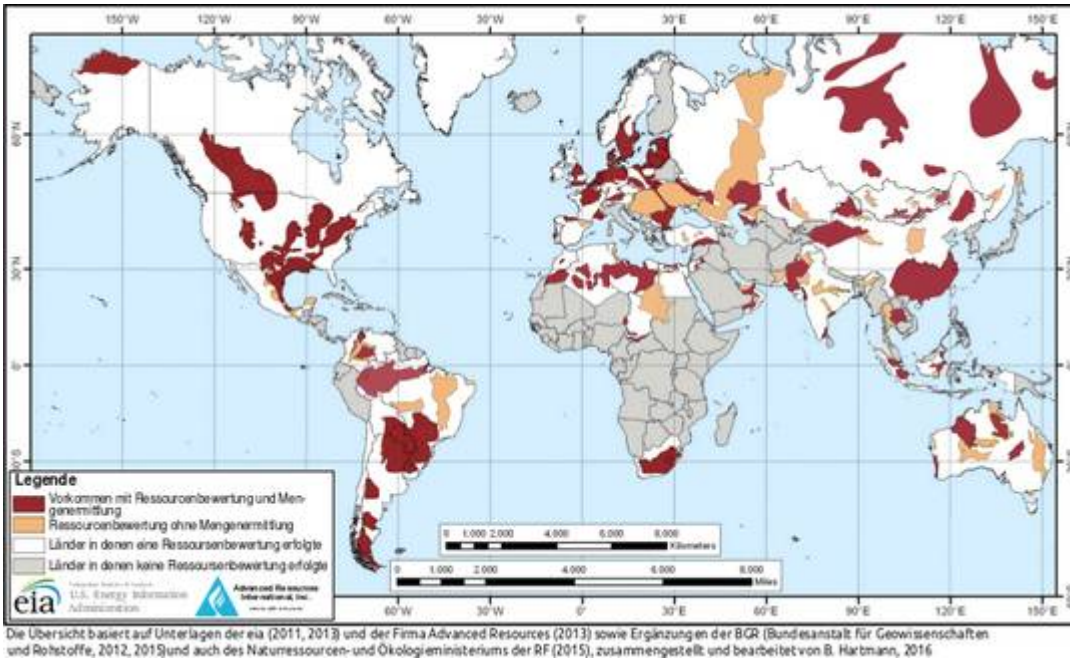 150°W 120°W 90°W 60°W 30°W 0° 30°E 60°E 90°E 120°E 150°E
60°N
30°N
0°
Legende
Vorkommen mit Ressourcenbewertung und Men-
genermittlung
Ressourcenbewertung ohne Mengenermittlung
Länder in denen eine Ressoursenbewertung erfolgte
Länder in denen keine Ressoursenbewertung erfolgte
eia
U.S. Energy Information
Administration
Advanced Resources
International, Inc.
0 1.000 2.000 4.000 6.000 8.000
Kilometers
0 1.000 2.000 4.000 6.000 8.000
Miles
60°W 30°W 0° 30°E 60°E 90°E 120°E 150°E
Die Übersicht basiert auf Unterlagen der eia (2011, 2013) und der Firma Advanced Resources (2013) sowie Ergänzungen der BGR (Bundesanstalt für Geowissenschaften
und Rohstoffe, 2012, 2015)und auch des Naturressourcen- und Ökologieministeriums der RF (2015), zusammengestellt und bearbeitet von B. Hartmann, 2016